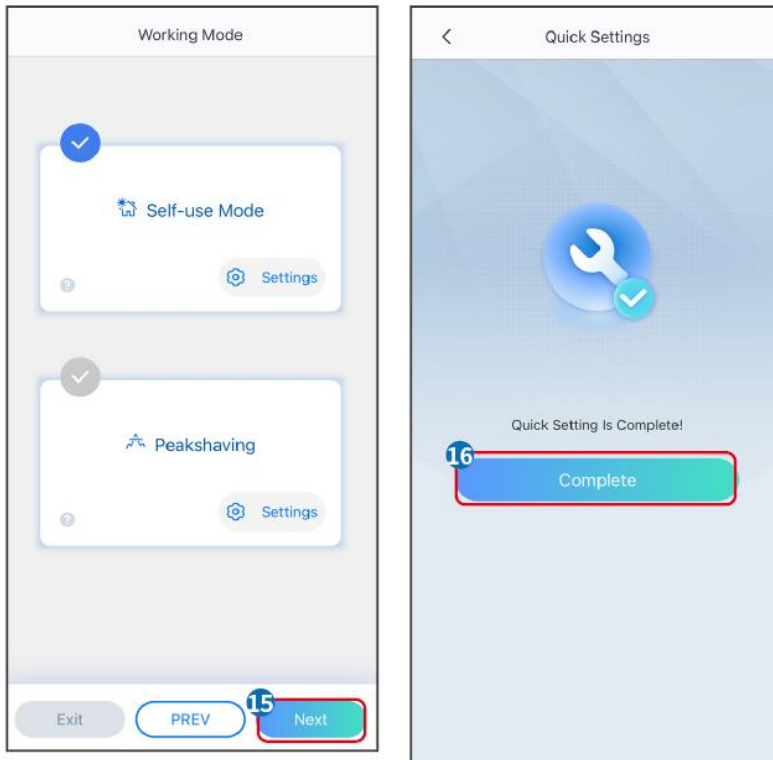 Working Mode
Self-use Mode
Settings
Peakshaving
Settings
Exit
PREV
15
Next
Quick Settings
Quick Setting Is Complete!
16
Complete